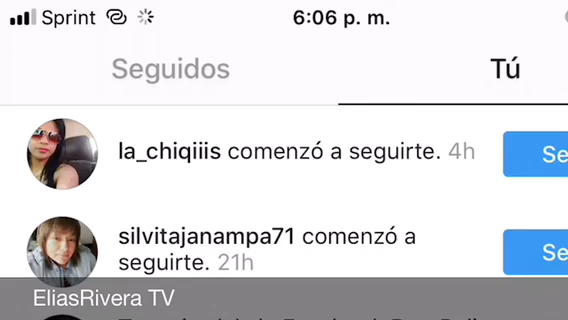 Sprint 6:06 p. m.
Seguidos Tú
la_chiqiiis comenzó a seguirte. 4h
Se
silvitajanampa71 comenzó a
seguirte. 21h
Se
EliasRivera TV